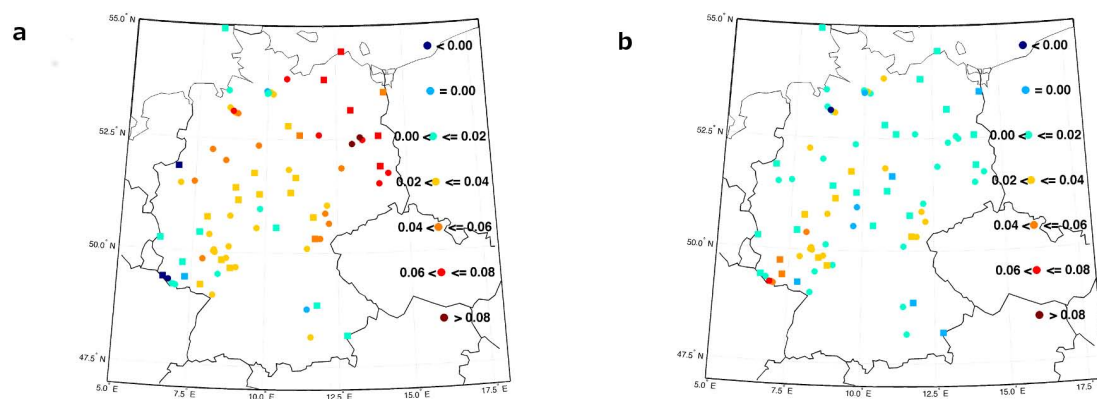 a
55.0° N
52.5° N
50.0° N
47.5° N
5.0° E
7.5° E
10.0° E
12.5° E
15.0° E
17.5° E
< 0.00
= 0.00
0.00 < <= 0.02
0.02 < <= 0.04
0.04 < <= 0.06
0.06 < <= 0.08
> 0.08
b
55.0° N
52.5° N
50.0° N
47.5° N
5.0° E
7.5° E
10.0° E
12.5° E
15.0° E
17.5° E
< 0.00
= 0.00
0.00 < <= 0.02
0.02 < <= 0.04
0.04 < <= 0.06
0.06 < <= 0.08
> 0.08